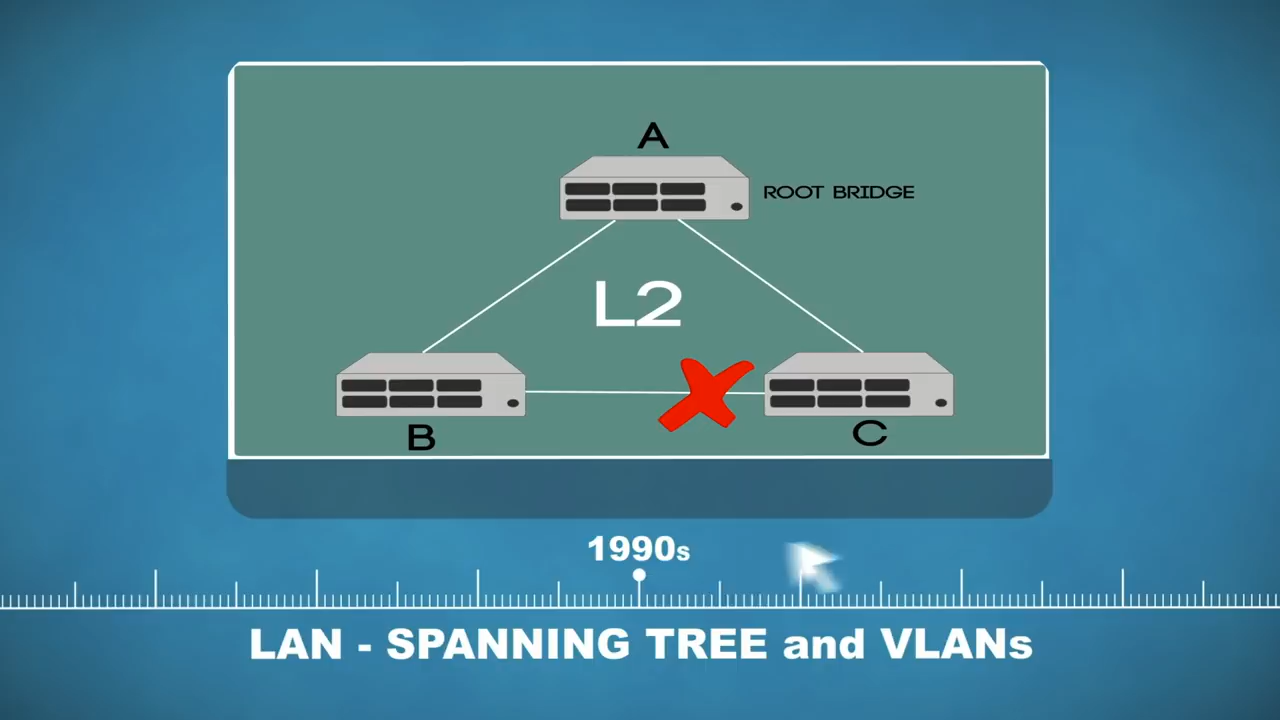 A
ROOT BRIDGE
L2
B
C
1990s
LAN - SPANNING TREE and VLANs